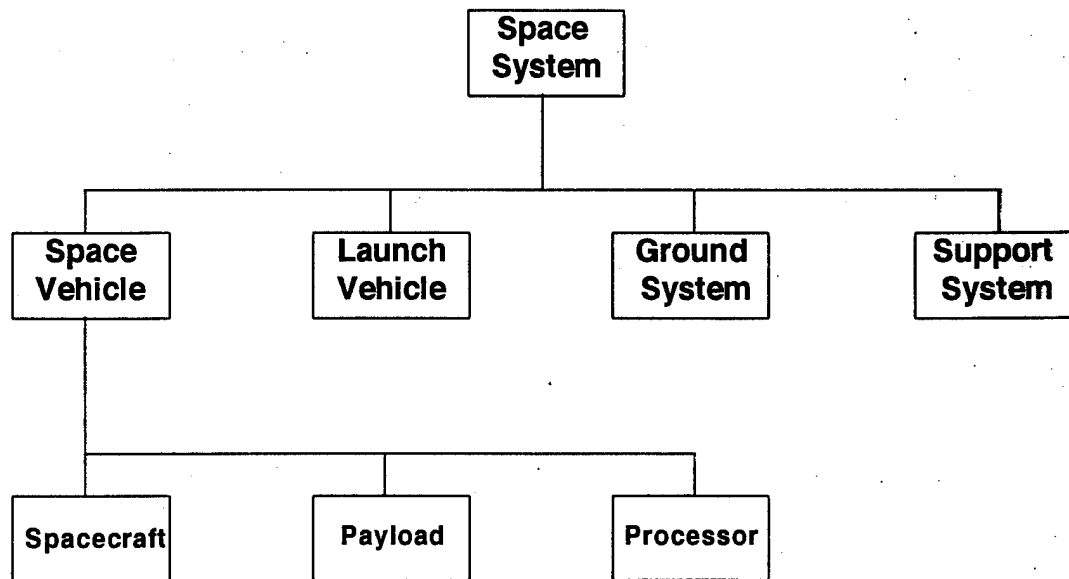 Space
System
Space
Vehicle
Launch
Vehicle
Ground
System
Support
System
Spacecraft
Payload
Processor